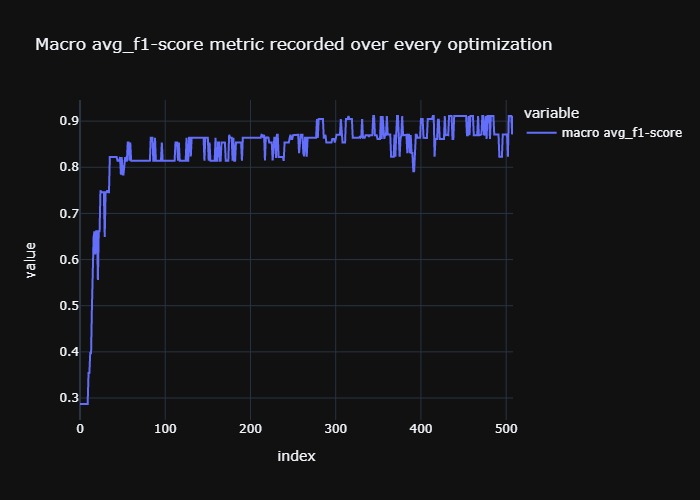 Macro avg_f1-score metric recorded over every optimization
variable
macro avg_f1-score
value
0.9
0.8
0.7
0.6
0.5
0.4
0.3
0
100
200
300
400
500
index